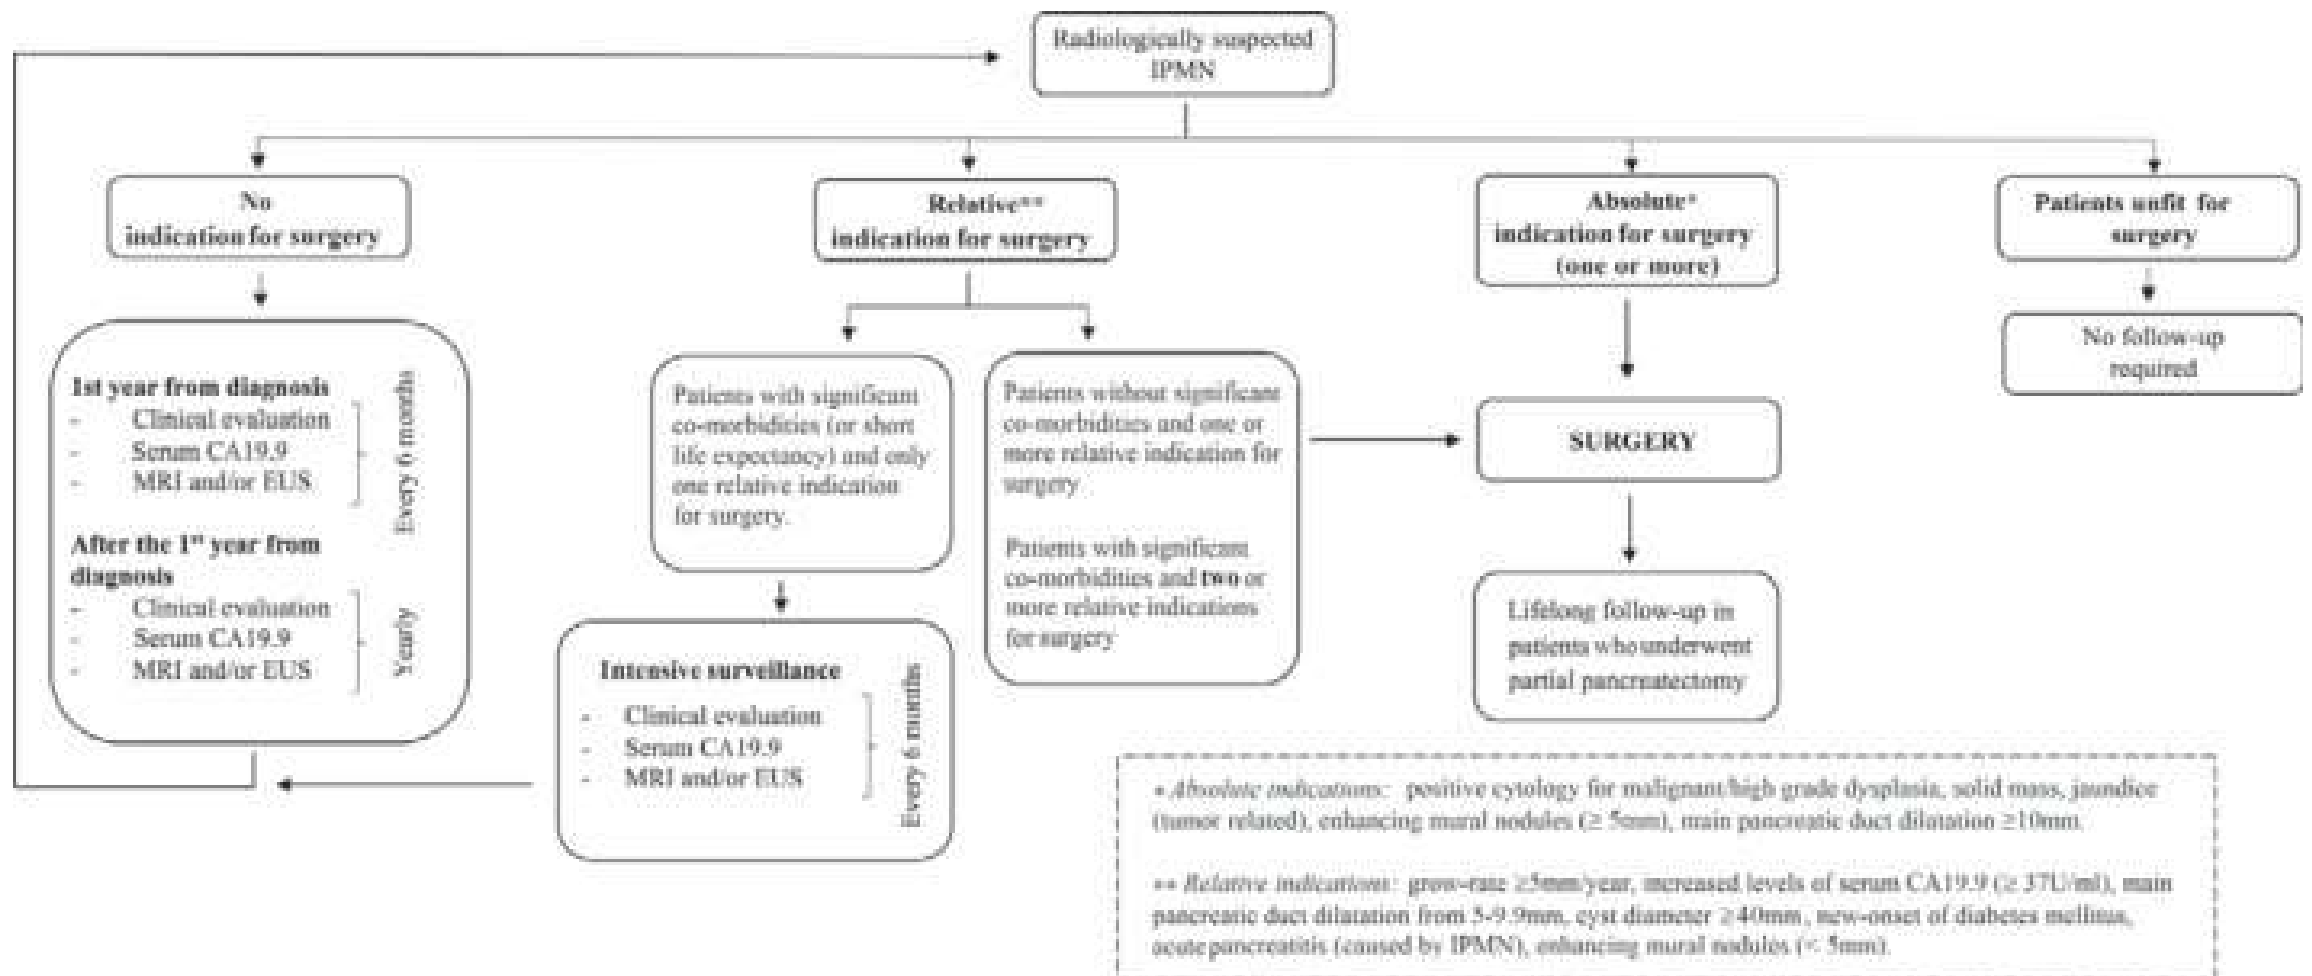 Radiologically suspected
IPMN
No
indication for surgery
Relative**
indication for surgery
Absolute*
indication for surgery
(one or more)
Patients unfit for
surgery
1st year from diagnosis
- Clinical evaluation
- Serum CA19.9
- MRI and/or EUS
Every 6 months
After the 1st year from
diagnosis
- Clinical evaluation
- Serum CA19.9
- MRI and/or EUS
Yearly
Patients with significant
co-morbidities (or short
life expectancy) and only
one relative indication
for surgery.
Intensive surveillance
- Clinical evaluation
- Serum CA19.9
- MRI and/or EUS
Every 6 months
Patients without significant
co-morbidities and one or
more relative indication for
surgery
Patients with significant
co-morbidities and two or
more relative indications
for surgery
SURGERY
Lifelong follow-up in
patients who underwent
partial pancreatectomy
No follow-up
required
* Absolute indications: positive cytology for malignant/high grade dysplasia, solid mass, jaundice
(tumor related), enhancing mural nodules (≥ 5mm), main pancreatic duct dilatation ≥10mm.
** Relative indications: grow-rate ≥5mm/year, increased levels of serum CA19.9 (≥ 37U/ml), main
pancreatic duct dilatation from 5-9.9mm, cyst diameter ≥40mm, new-onset of diabetes mellitus,
acute pancreatitis (caused by IPMN), enhancing mural nodules (< 5mm).